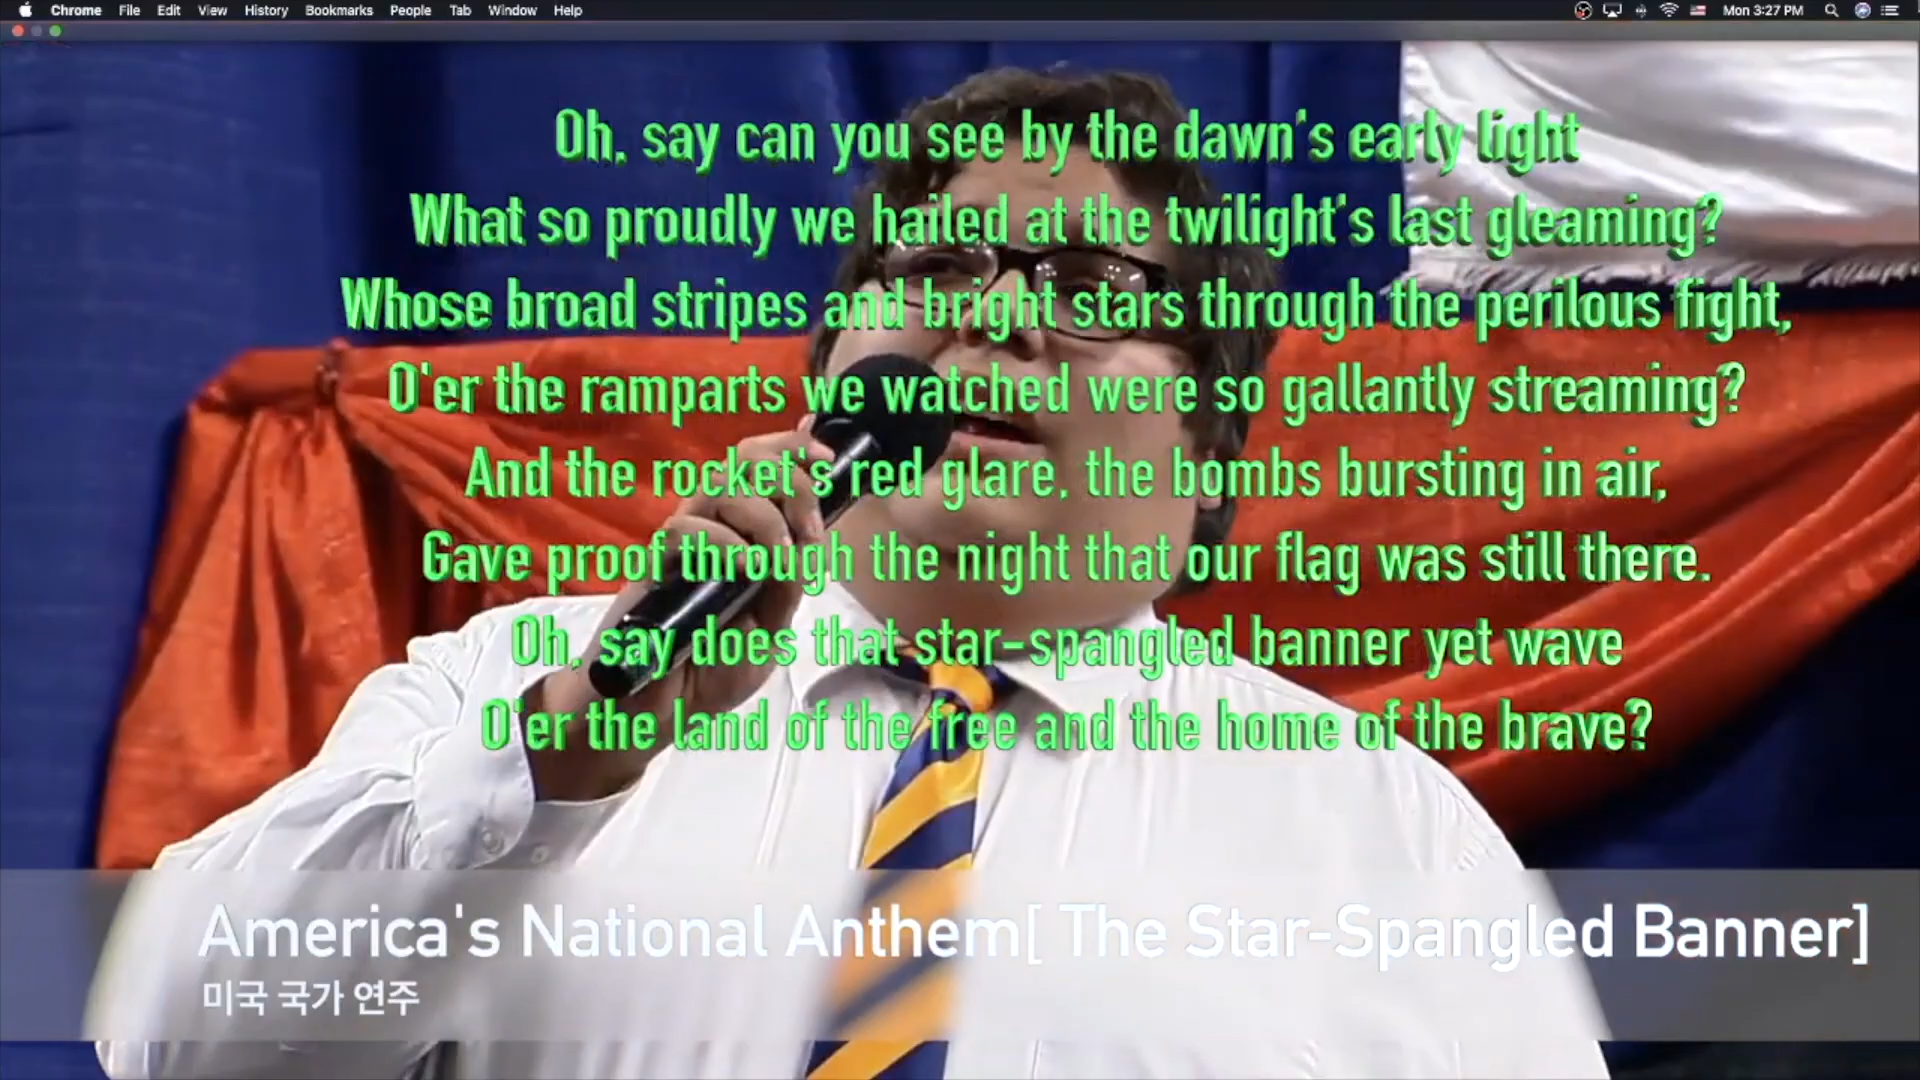 Chrome File Edit View History Bookmarks People Tab Window Help Mon 3:27 PM
Oh, say can you see by the dawn's early light
What so proudly we hailed at the twilight's last gleaming?
Whose broad stripes and bright stars through the perilous fight,
O'er the ramparts we watched were so gallantly streaming?
And the rocket's red glare, the bombs bursting in air,
Gave proof through the night that our flag was still there.
Oh, say does that star-spangled banner yet wave
O'er the land of the free and the home of the brave?
America's National Anthem[ The Star-Spangled Banner]
미국 국가 연주